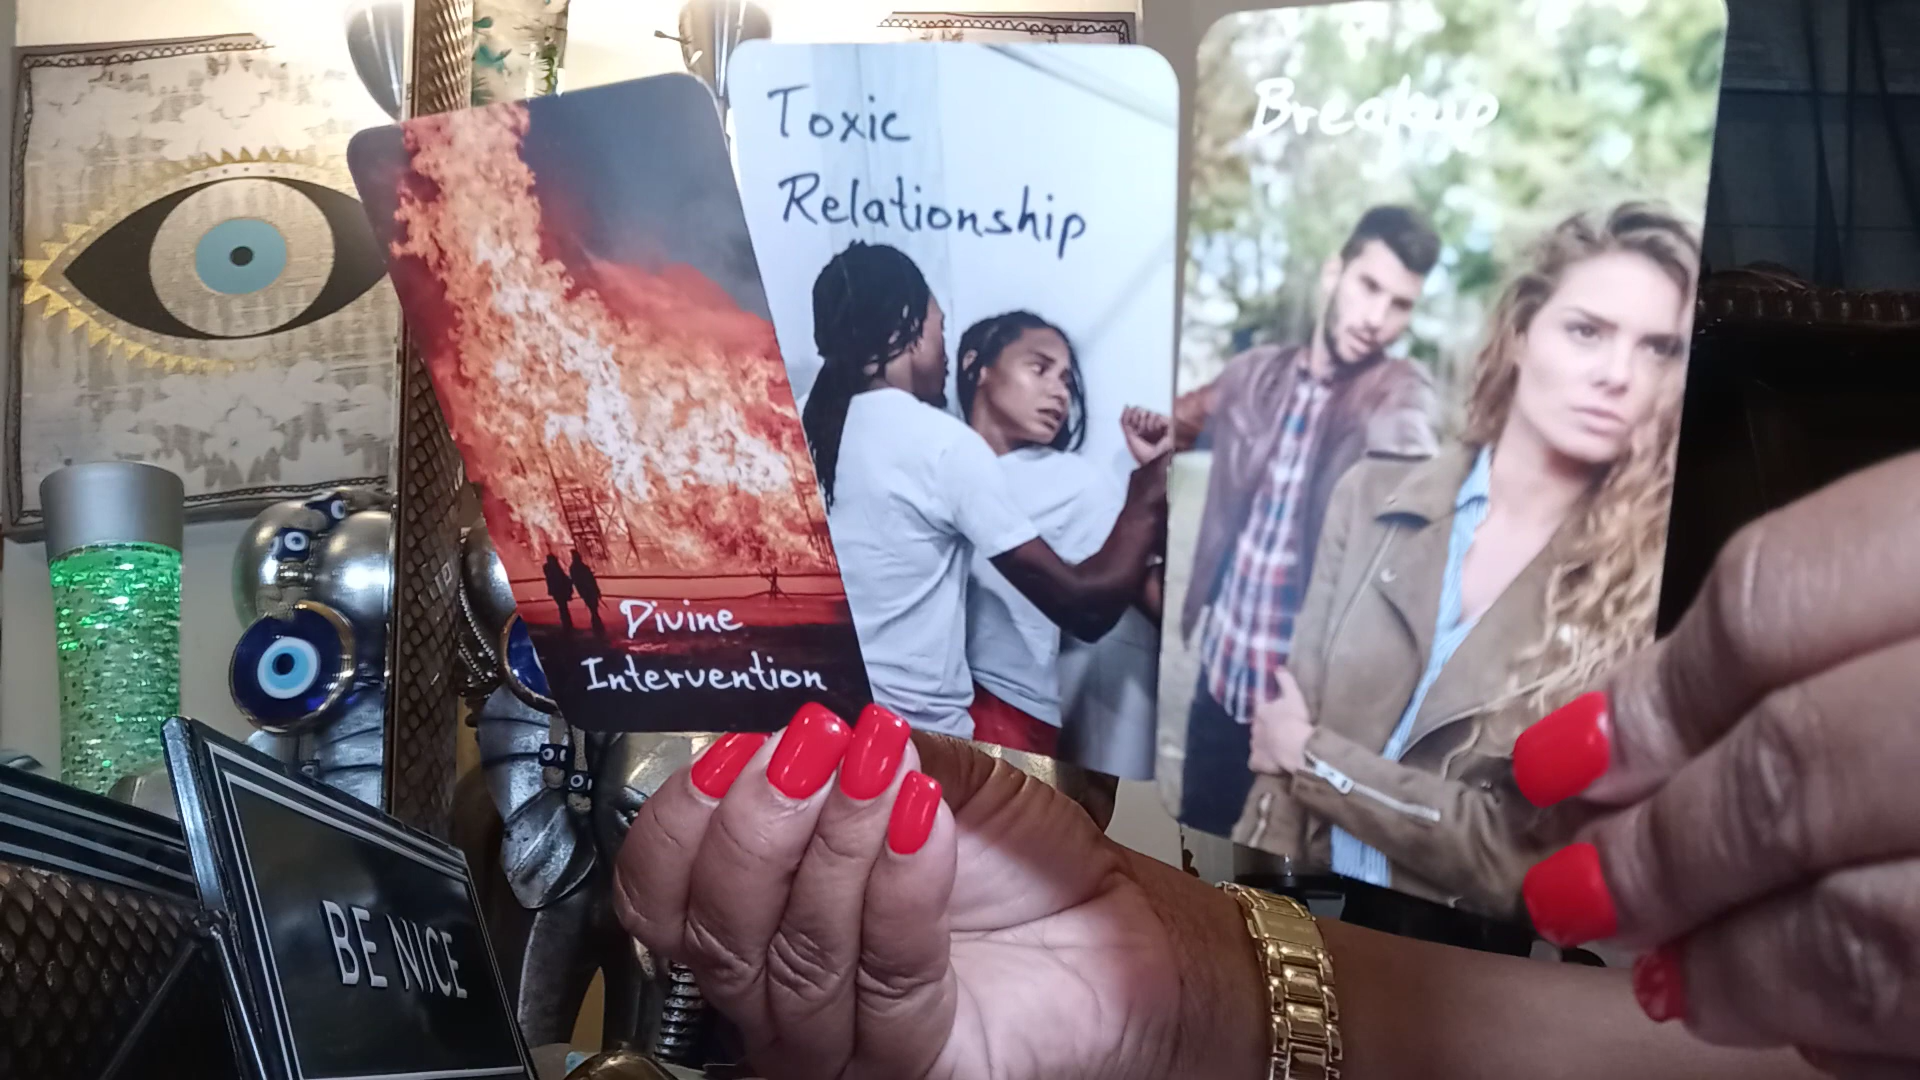 Divine
Intervention
Toxic
Relationship
Breakup
BE NICE